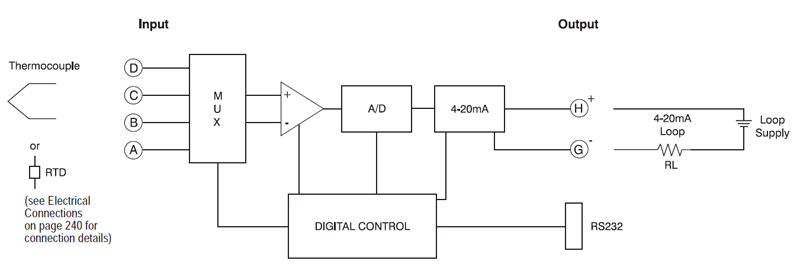 Input
Output
Thermocouple
D
C
B
A
M
U
X
+
-
A/D
4-20mA
H
+
G
-
4-20mA
Loop
RL
Loop
Supply
or
RTD
(see Electrical
Connections
on page 240 for
connection details)
DIGITAL CONTROL
RS232